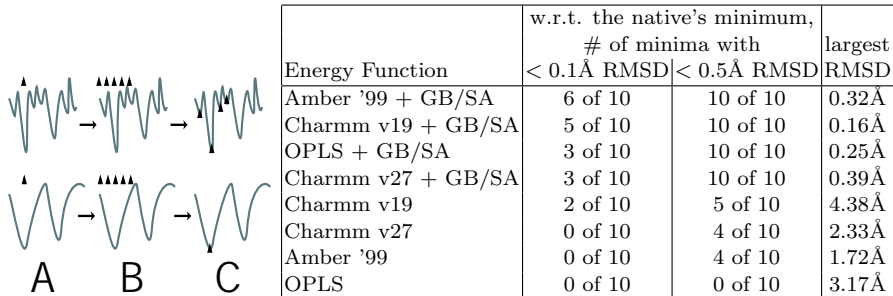 A B C
w.r.t. the native's minimum,
# of minima with largest
Energy Function < 0.1Å RMSD < 0.5Å RMSD RMSD
Amber '99 + GB/SA 6 of 10 10 of 10 0.32Å
Charmm v19 + GB/SA 5 of 10 10 of 10 0.16Å
OPLS + GB/SA 3 of 10 10 of 10 0.25Å
Charmm v27 + GB/SA 3 of 10 10 of 10 0.39Å
Charmm v19 2 of 10 5 of 10 4.38Å
Charmm v27 0 of 10 4 of 10 2.33Å
Amber '99 0 of 10 4 of 10 1.72Å
OPLS 0 of 10 0 of 10 3.17Å